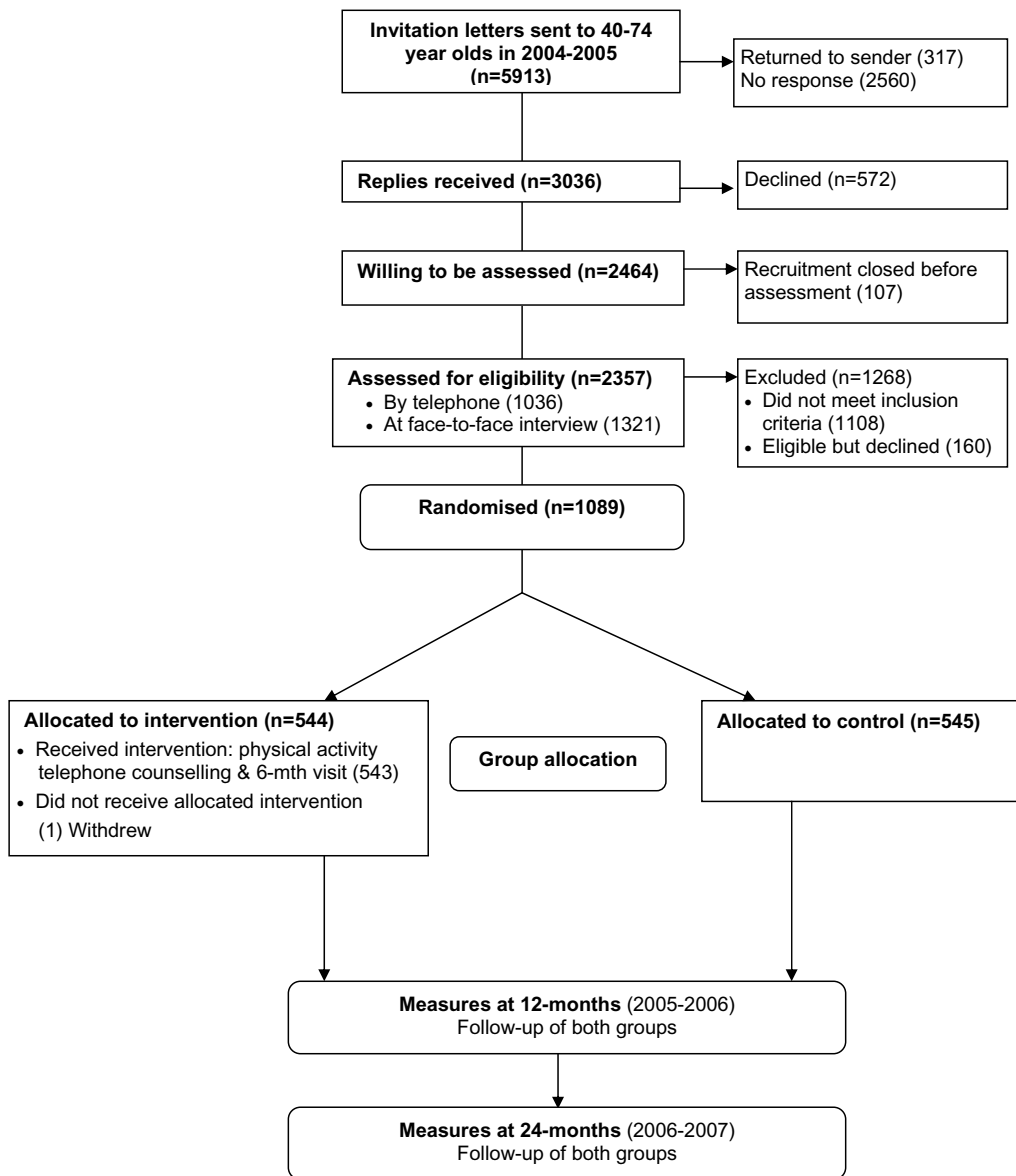 Invitation letters sent to 40-74
year olds in 2004-2005
(n=5913)
Returned to sender (317)
No response (2560)
Replies received (n=3036)
Declined (n=572)
Willing to be assessed (n=2464)
Recruitment closed before
assessment (107)
Assessed for eligibility (n=2357)
• By telephone (1036)
• At face-to-face interview (1321)
Excluded (n=1268)
• Did not meet inclusion
criteria (1108)
• Eligible but declined (160)
Randomised (n=1089)
Allocated to intervention (n=544)
• Received intervention: physical activity
telephone counselling & 6-mth visit (543)
• Did not receive allocated intervention
(1) Withdrew
Group allocation
Allocated to control (n=545)
Measures at 12-months (2005-2006)
Follow-up of both groups
Measures at 24-months (2006-2007)
Follow-up of both groups